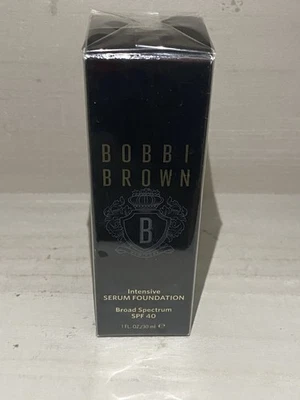 BOBBI
BROWN
B
Intensive
SERUM FOUNDATION
Broad Spectrum
SPF 40
1 FL. OZ/30 ml ℮